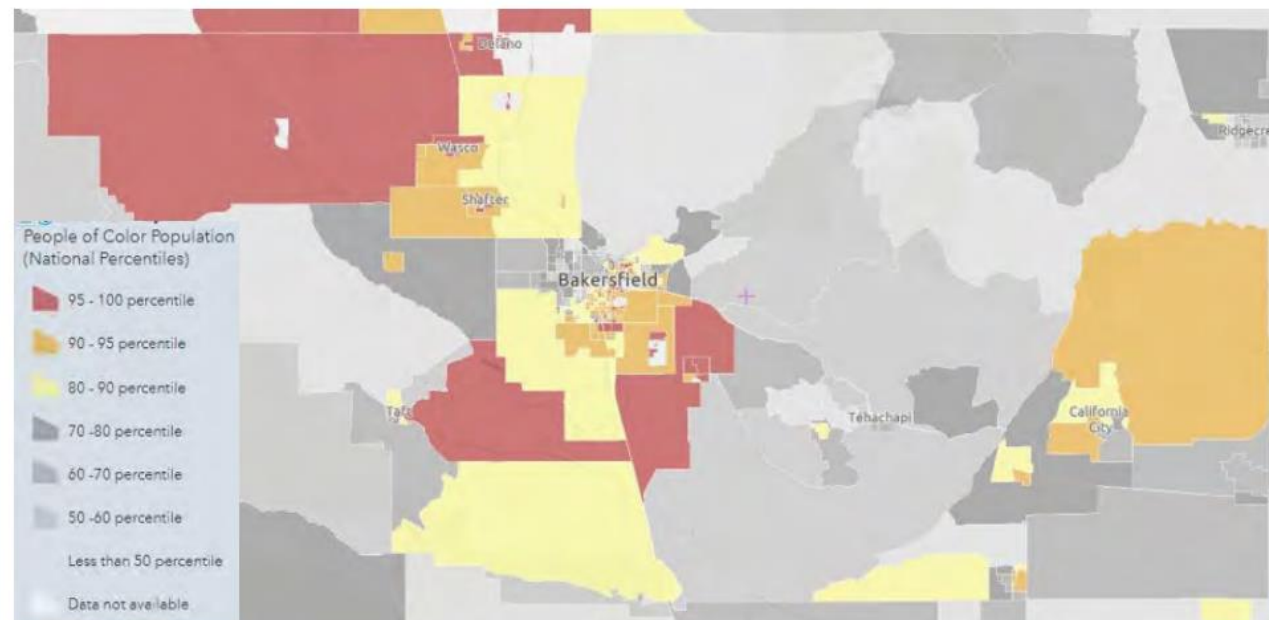 Delano
Wasco
Ridgecre
Shafter
People of Color Population
(National Percentiles)
Bakersfield
95 - 100 percentile
90 - 95 percentile
80 - 90 percentile
70 -80 percentile
60 -70 percentile
50 -60 percentile
Less than 50 percentile
Data not available
Taft
Tehachapi
California
City